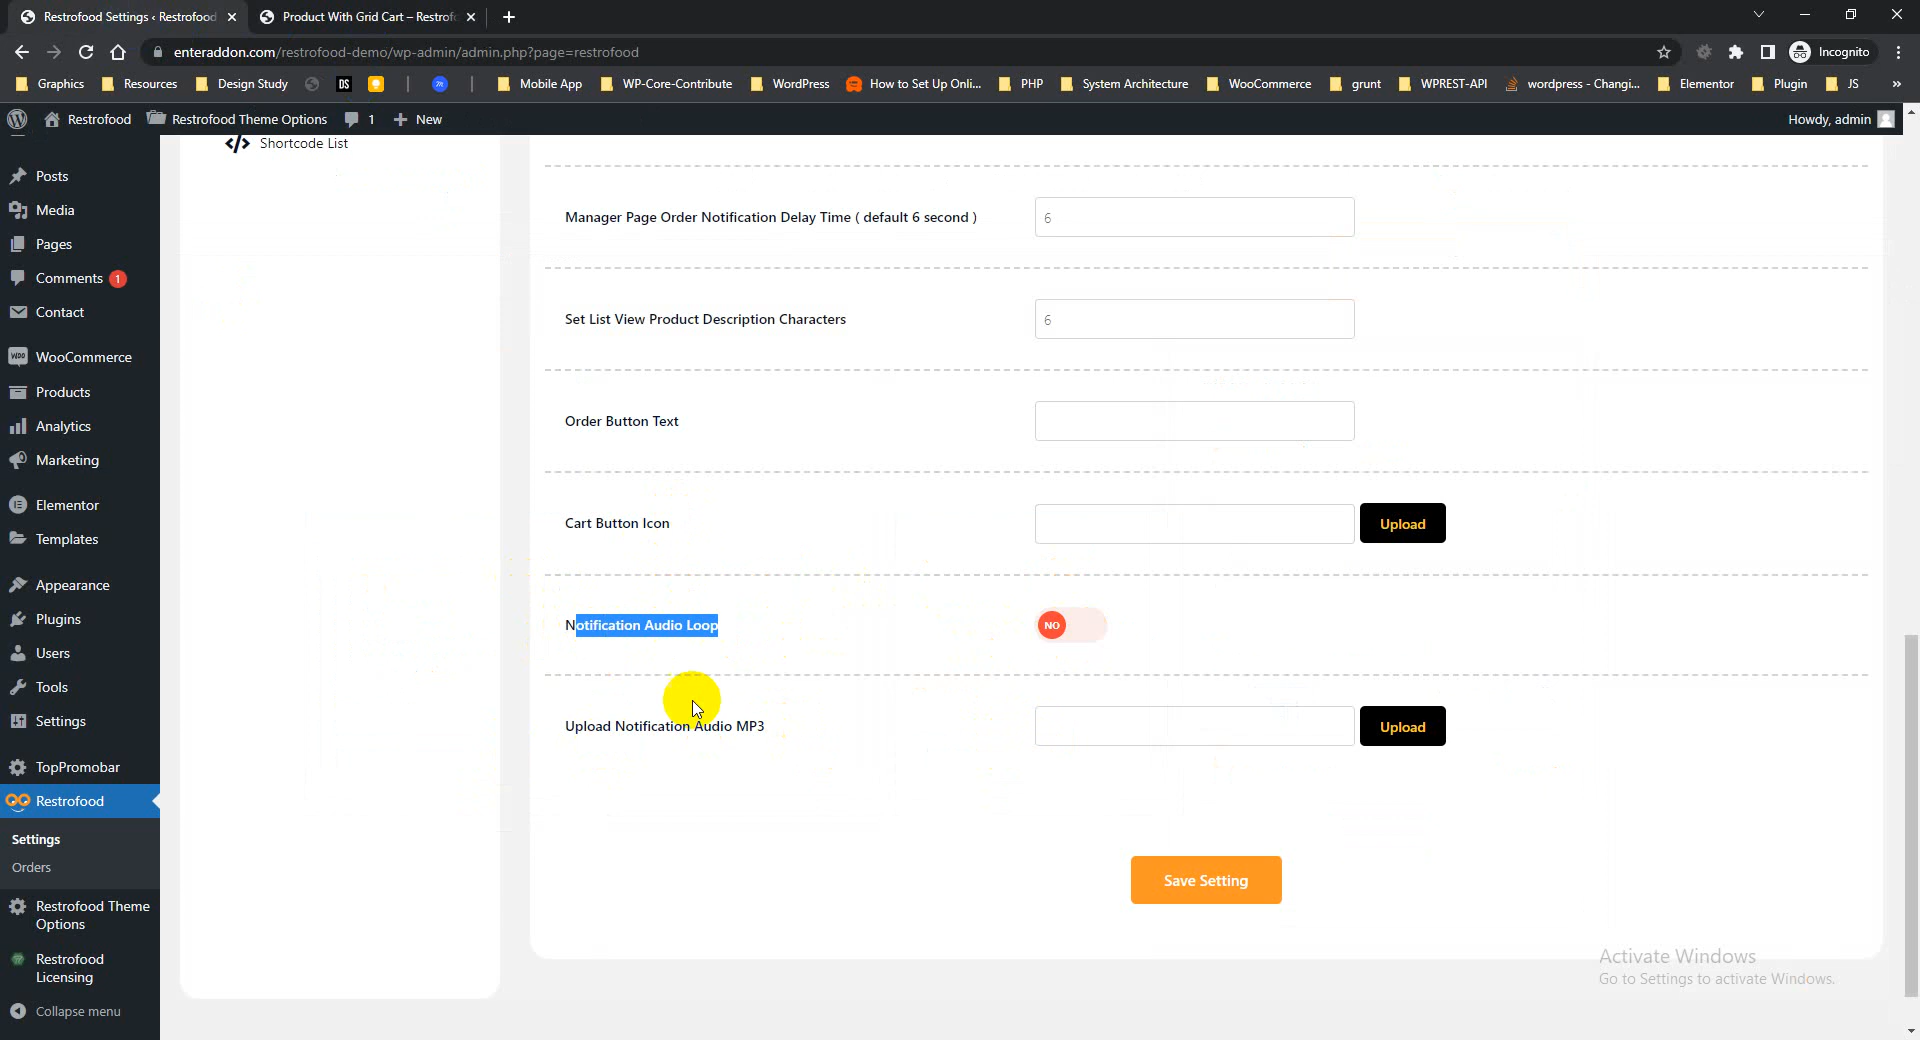 Restrofood Settings ‹ Restrofood
Product With Grid Cart – Restrof
enteraddon.com/restrofood-demo/wp-admin/admin.php?page=restrofood
Incognito
Graphics
Resources
Design Study
DS
Mobile App
WP-Core-Contribute
WordPress
How to Set Up Onli...
PHP
System Architecture
WooCommerce
grunt
WPREST-API
wordpress - Changi...
Elementor
Plugin
JS
»
Restrofood
Restrofood Theme Options
1
New
Howdy, admin
Posts
Media
Pages
Comments 1
Contact
WooCommerce
Products
Analytics
Marketing
Elementor
Templates
Appearance
Plugins
Users
Tools
Settings
TopPromobar
Restrofood
Settings
Orders
Restrofood Theme
Options
Restrofood
Licensing
Collapse menu
</> Shortcode List
Manager Page Order Notification Delay Time ( default 6 second )
6
Set List View Product Description Characters
6
Order Button Text
Cart Button Icon
Upload
Notification Audio Loop
NO
Upload Notification Audio MP3
Upload
Save Setting
Activate Windows
Go to Settings to activate Windows.